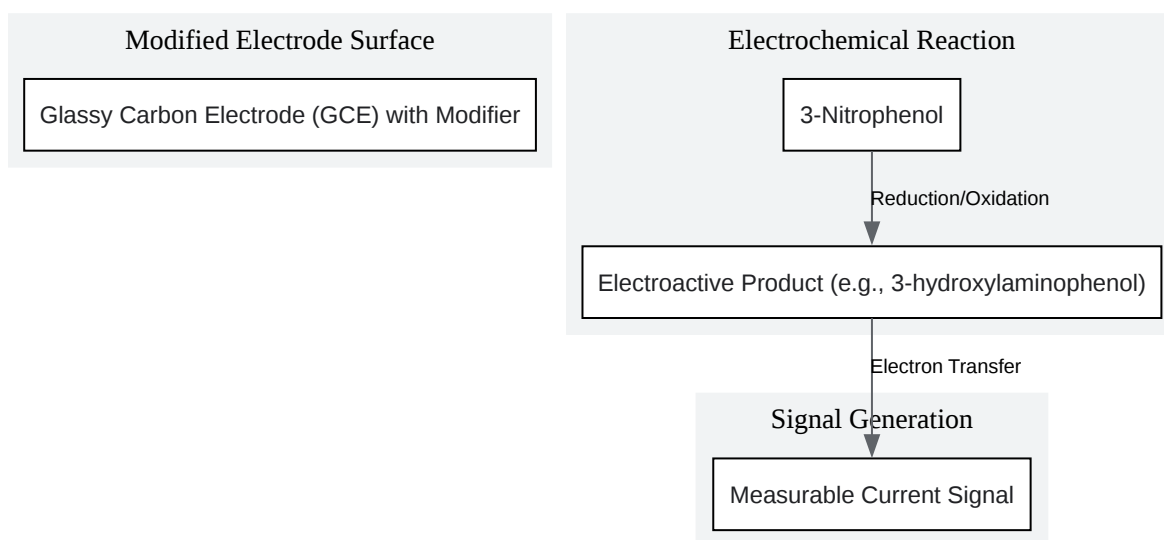 Modified Electrode Surface
Glassy Carbon Electrode (GCE) with Modifier
Electrochemical Reaction
3-Nitrophenol
Reduction/Oxidation
Electroactive Product (e.g., 3-hydroxylaminophenol)
Electron Transfer
Signal Generation
Measurable Current Signal